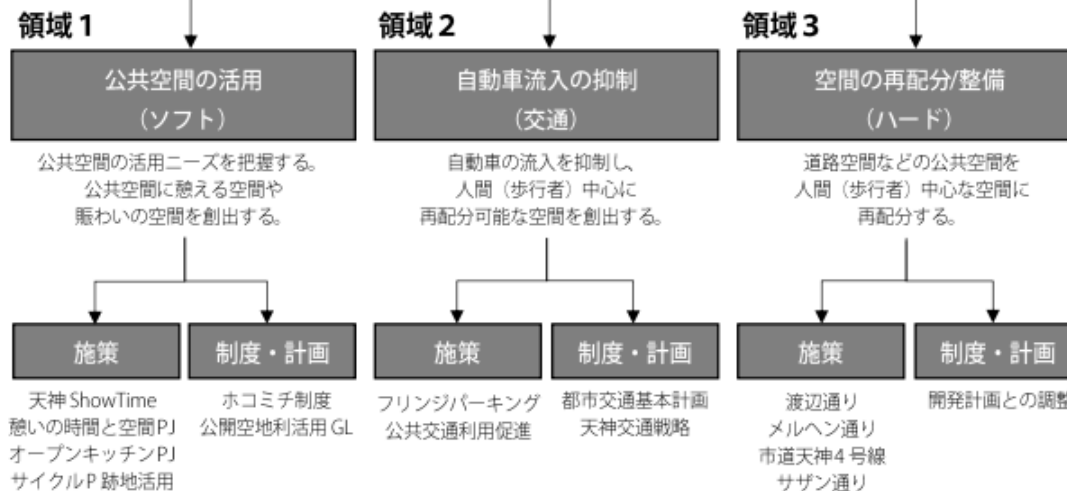 領域1
公共空間の活用
（ソフト）
公共空間の活用ニーズを把握する。
公共空間に憩える空間や
賑わいの空間を創出する。
施策
天神 ShowTime
憩いの時間と空間PJ
オープンキッチンPJ
サイクルP 跡地活用
制度・計画
ホコミチ制度
公開空地利活用 GL
領域2
自動車流入の抑制
（交通）
自動車の流入を抑制し、
人間（歩行者）中心に
再配分可能な空間を創出する。
施策
フリンジパーキング
公共交通利用促進
制度・計画
都市交通基本計画
天神交通戦略
領域3
空間の再配分/整備
（ハード）
道路空間などの公共空間を
人間（歩行者）中心な空間に
再配分する。
施策
渡辺通り
メルヘン通り
市道天神4号線
サザン通り
制度・計画
開発計画との調整